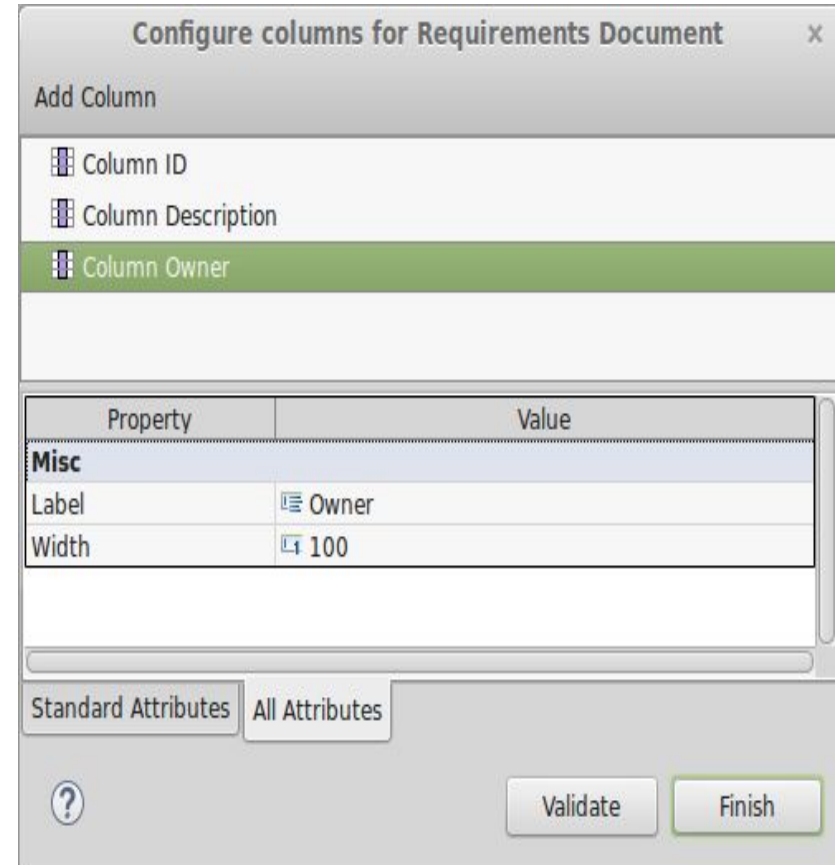 Configure columns for Requirements Document
Add Column
Column ID
Column Description
Column Owner
Property Value
Misc
Label Owner
Width 100
Standard Attributes All Attributes
? Validate Finish